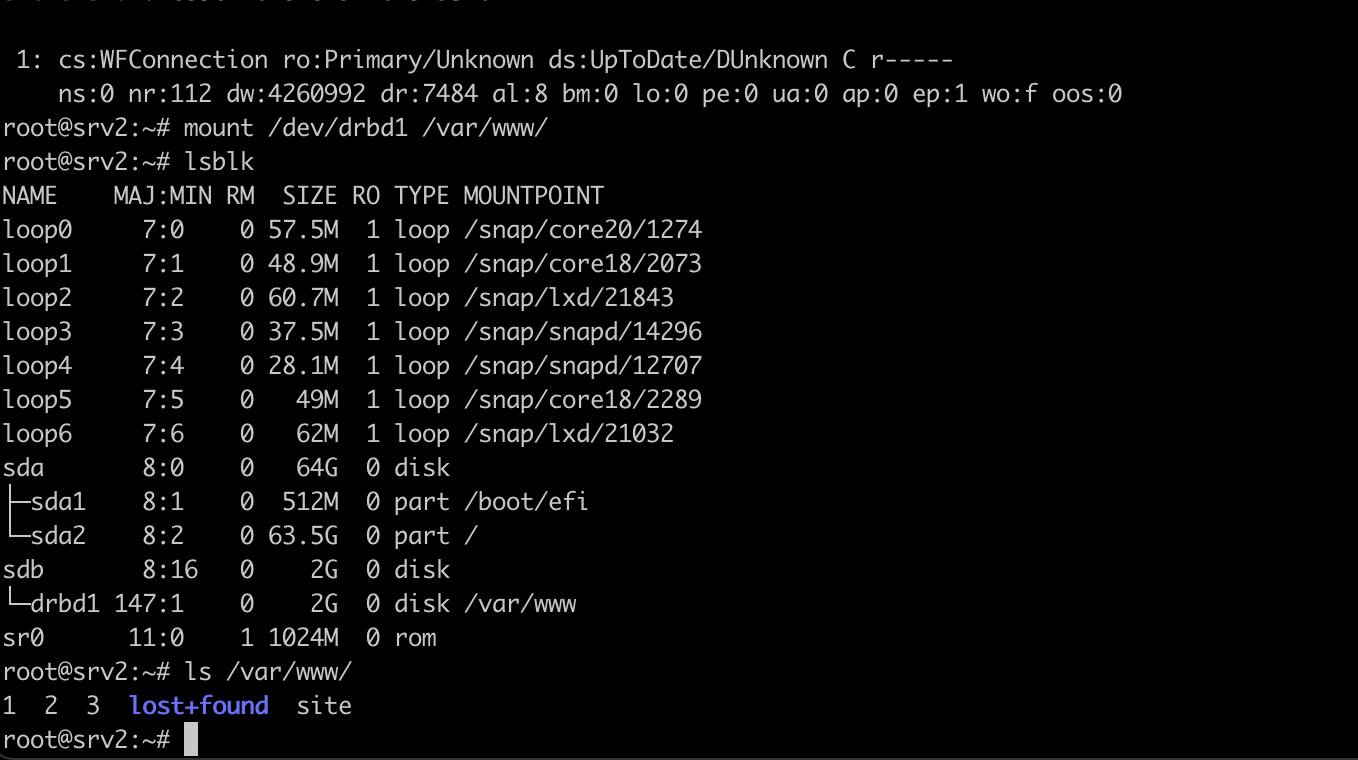 1: cs:WFConnection ro:Primary/Unknown ds:UpToDate/DUnknown C r-----
    ns:0 nr:112 dw:4260992 dr:7484 al:8 bm:0 lo:0 pe:0 ua:0 ap:0 ep:1 wo:f oos:0
root@srv2:~# mount /dev/drbd1 /var/www/
root@srv2:~# lsblk
NAME    MAJ:MIN RM  SIZE RO TYPE MOUNTPOINT
loop0     7:0    0 57.5M  1 loop /snap/core20/1274
loop1     7:1    0 48.9M  1 loop /snap/core18/2073
loop2     7:2    0 60.7M  1 loop /snap/lxd/21843
loop3     7:3    0 37.5M  1 loop /snap/snapd/14296
loop4     7:4    0 28.1M  1 loop /snap/snapd/12707
loop5     7:5    0   49M  1 loop /snap/core18/2289
loop6     7:6    0   62M  1 loop /snap/lxd/21032
sda       8:0    0   64G  0 disk
├─sda1    8:1    0  512M  0 part /boot/efi
└─sda2    8:2    0 63.5G  0 part /
sdb       8:16   0    2G  0 disk
└─drbd1 147:1    0    2G  0 disk /var/www
sr0      11:0    1 1024M  0 rom
root@srv2:~# ls /var/www/
1  2  3  lost+found  site
root@srv2:~#